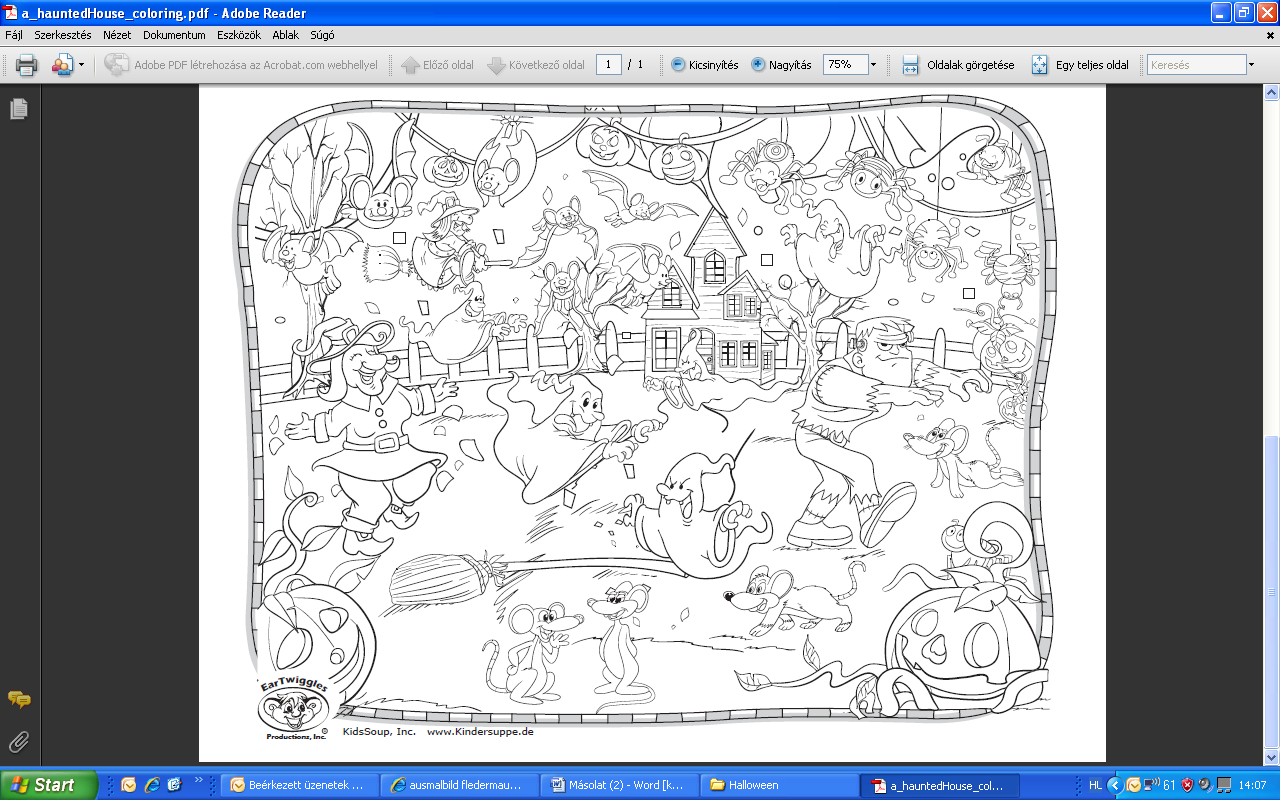 a_hauntedHouse_coloring.pdf - Adobe Reader
Fájl Szerkesztés Nézet Dokumentum Eszközök Ablak Súgó
Adobe PDF létrehozása az Acrobat.com webhellyel Előző oldal Következő oldal 1 / 1 Kicsinyítés Nagyítás 75% Oldalak görgetése Egy teljes oldal Keresés
EarTwiggles
Productionz, Inc.
KidsSoup, Inc. www.Kindersuppe.de
Start Beérkezett üzenetek ... ausmalbild fledermau... Másolat (2) - Word [k... Halloween a_hauntedHouse_col... HL 61 14:07